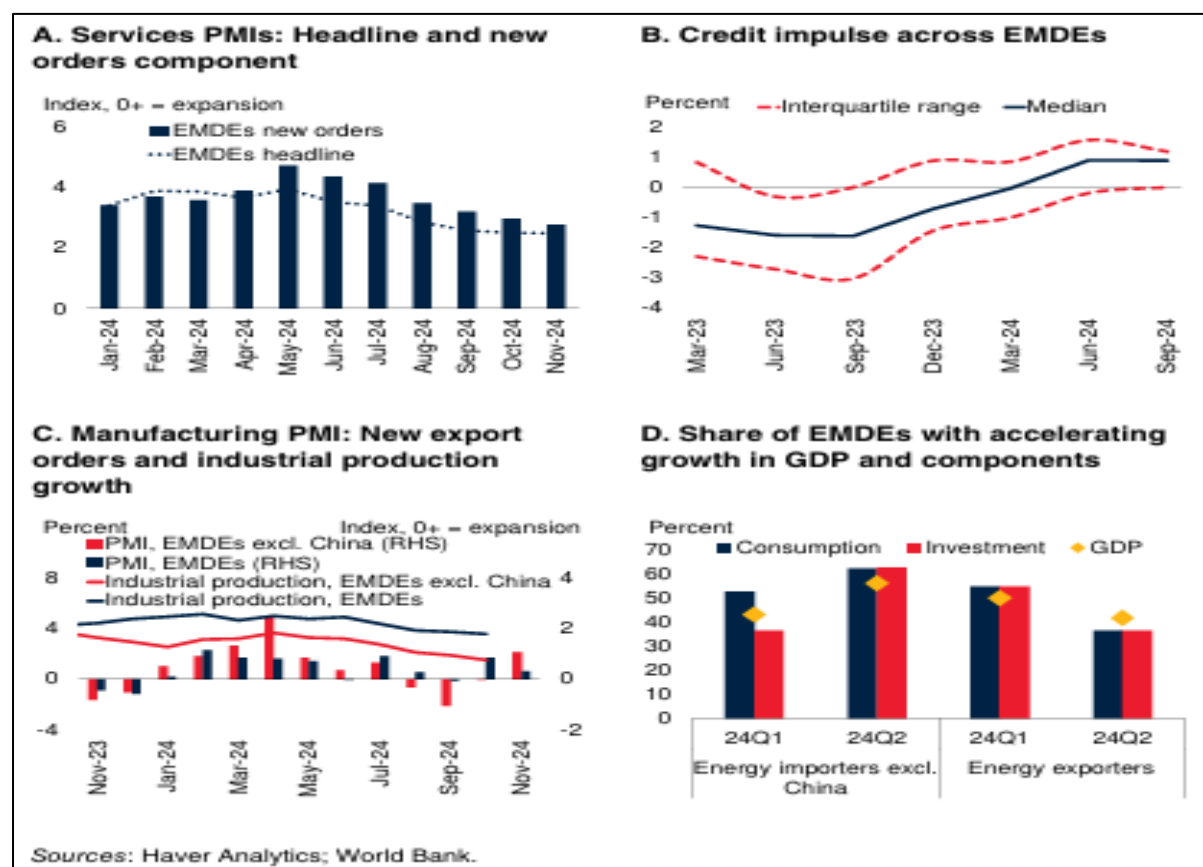 A. Services PMIs: Headline and new
orders component
Index, 0+ = expansion
6
EMDEs new orders
EMDEs headline
4
2
0
Jan-24
Feb-24
Mar-24
Apr-24
May-24
Jun-24
Jul-24
Aug-24
Sep-24
Oct-24
Nov-24
B. Credit impulse across EMDEs
Percent
Interquartile range
Median
2
1
0
-1
-2
-3
-4
Mar-23
Jun-23
Sep-23
Dec-23
Mar-24
Jun-24
Sep-24
C. Manufacturing PMI: New export
orders and industrial production
growth
Percent
Index, 0+ = expansion
PMI, EMDEs excl. China (RHS)
PMI, EMDEs (RHS)
Industrial production, EMDEs excl. China
Industrial production, EMDEs
8
4
0
-4
4
2
0
-2
Nov-23
Jan-24
Mar-24
May-24
Jul-24
Sep-24
Nov-24
D. Share of EMDEs with accelerating
growth in GDP and components
Percent
70
60
50
40
30
20
10
0
Consumption
Investment
GDP
24Q1
24Q2
24Q1
24Q2
Energy importers excl.
China
Energy exporters
Sources: Haver Analytics; World Bank.